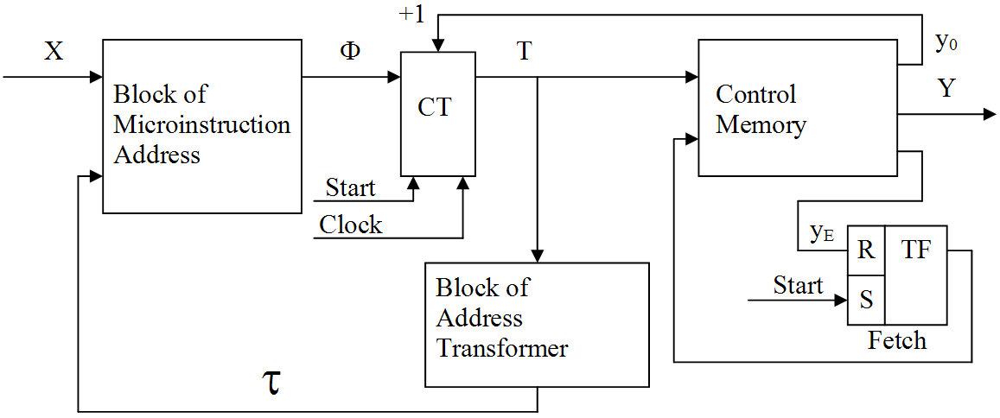 +1
X
Φ
T
y0
Y
Block of
Microinstruction
Address
CT
Control
Memory
Start
Clock
yE
R
TF
Start
S
Fetch
Block of
Address
Transformer
τ